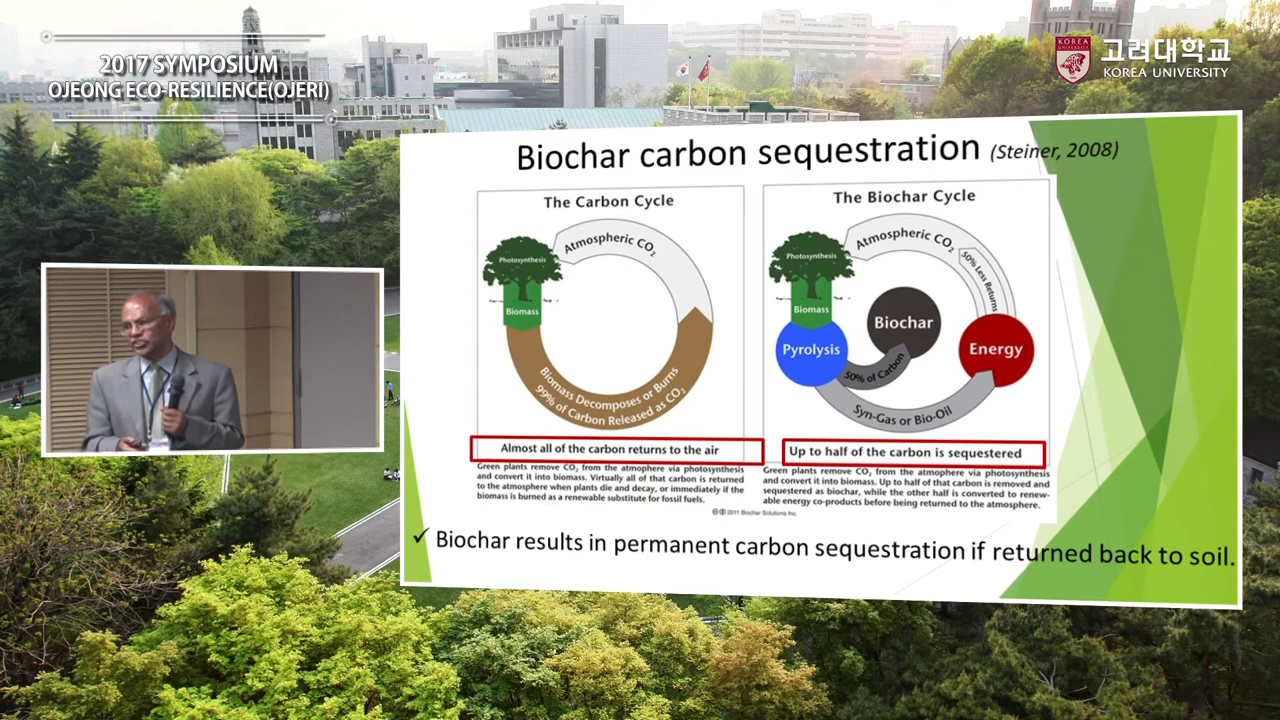 2017 SYMPOSIUM
OJEONG ECO-RESILIENCE(OJERI)
KOREA
고려대학교
KOREA UNIVERSITY
Biochar carbon sequestration (Steiner, 2008)
The Carbon Cycle
Atmospheric CO₂
Photosynthesis
Biomass
Biomass Decomposes or Burns
99% of Carbon Released as CO₂
Almost all of the carbon returns to the air
Green plants remove CO₂ from the atmophere via photosynthesis
and convert it into biomass. Virtually all of that carbon is returned
to the atmosphere when plants die and decay, or immediately if the
biomass is burned as a renewable substitute for fossil fuels.
The Biochar Cycle
Atmospheric CO₂
50% Less Returns
Photosynthesis
Biomass
Biochar
Pyrolysis
Energy
50% of Carbon
Syn-Gas or Bio-Oil
Up to half of the carbon is sequestered
Green plants remove CO₂ from the atmophere via photosynthesis
and convert it into biomass. Up to half of that carbon is removed and
sequestered as biochar, while the other half is converted to renew-
able energy co-products before being returned to the atmosphere.
2011 Biochar Solutions Inc.
✓ Biochar results in permanent carbon sequestration if returned back to soil.